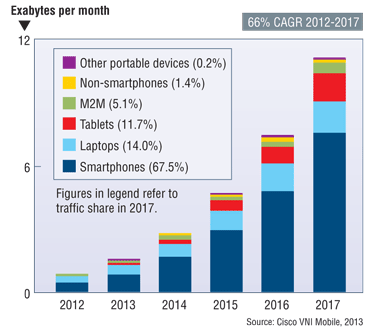 Exabytes per month
66% CAGR 2012-2017
12
Other portable devices (0.2%)
Non-smartphones (1.4%)
M2M (5.1%)
Tablets (11.7%)
Laptops (14.0%)
Smartphones (67.5%)
6
Figures in legend refer to
traffic share in 2017.
0
2012 2013 2014 2015 2016 2017
Source: Cisco VNI Mobile, 2013